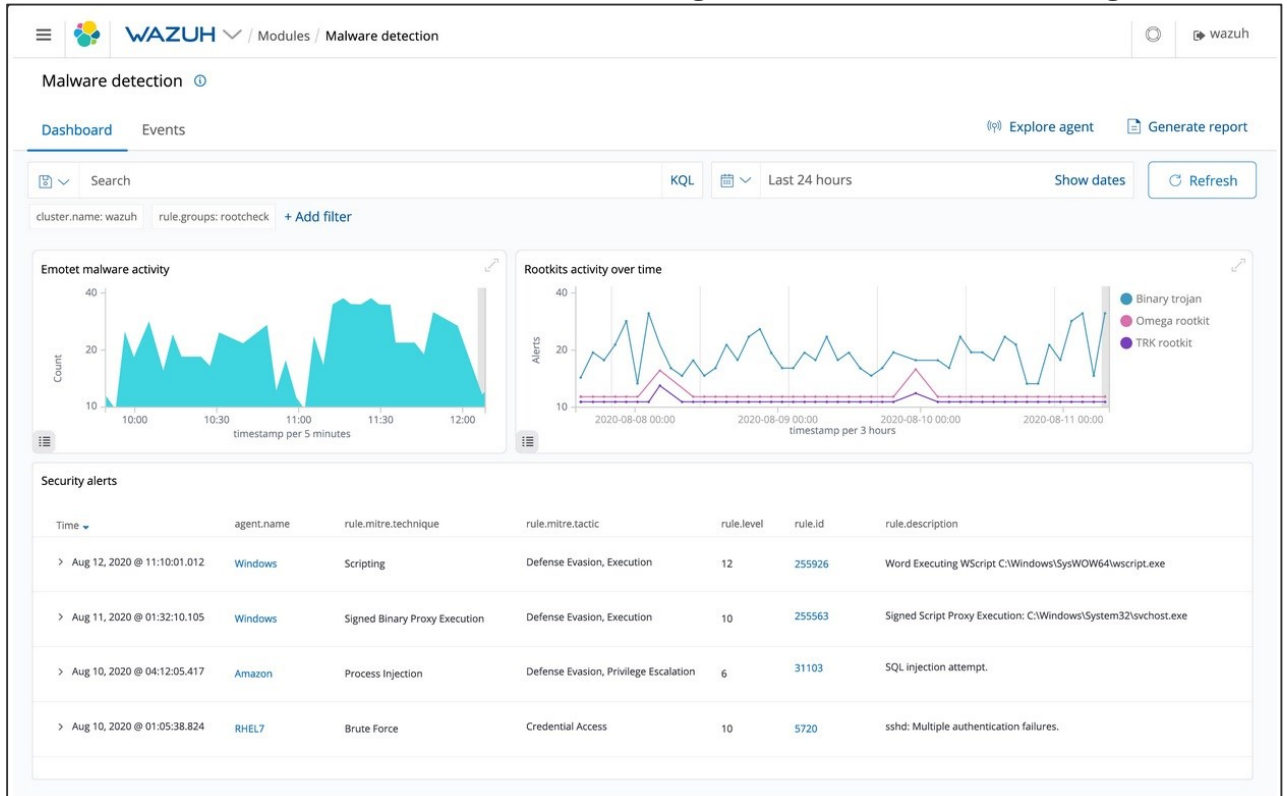 WAZUH / Modules / Malware detection
wazuh
Malware detection
Dashboard Events
Explore agent Generate report
Search KQL Last 24 hours Show dates Refresh
cluster.name: wazuh rule.groups: rootcheck + Add filter
Emotet malware activity
40
20
10
Count
10:00 10:30 11:00 11:30 12:00
timestamp per 5 minutes
Rootkits activity over time
40
20
10
Alerts
2020-08-08 00:00 2020-08-09 00:00 2020-08-10 00:00 2020-08-11 00:00
timestamp per 3 hours
Binary trojan
Omega rootkit
TRK rootkit
Security alerts
Time agent.name rule.mitre.technique rule.mitre.tactic rule.level rule.id rule.description
Aug 12, 2020 @ 11:10:01.012 Windows Scripting Defense Evasion, Execution 12 255926 Word Executing WScript C:\Windows\SysWOW64\wscript.exe
Aug 11, 2020 @ 01:32:10.105 Windows Signed Binary Proxy Execution Defense Evasion, Execution 10 255563 Signed Script Proxy Execution: C:\Windows\System32\svchost.exe
Aug 10, 2020 @ 04:12:05.417 Amazon Process Injection Defense Evasion, Privilege Escalation 6 31103 SQL injection attempt.
Aug 10, 2020 @ 01:05:38.824 RHEL7 Brute Force Credential Access 10 5720 sshd: Multiple authentication failures.